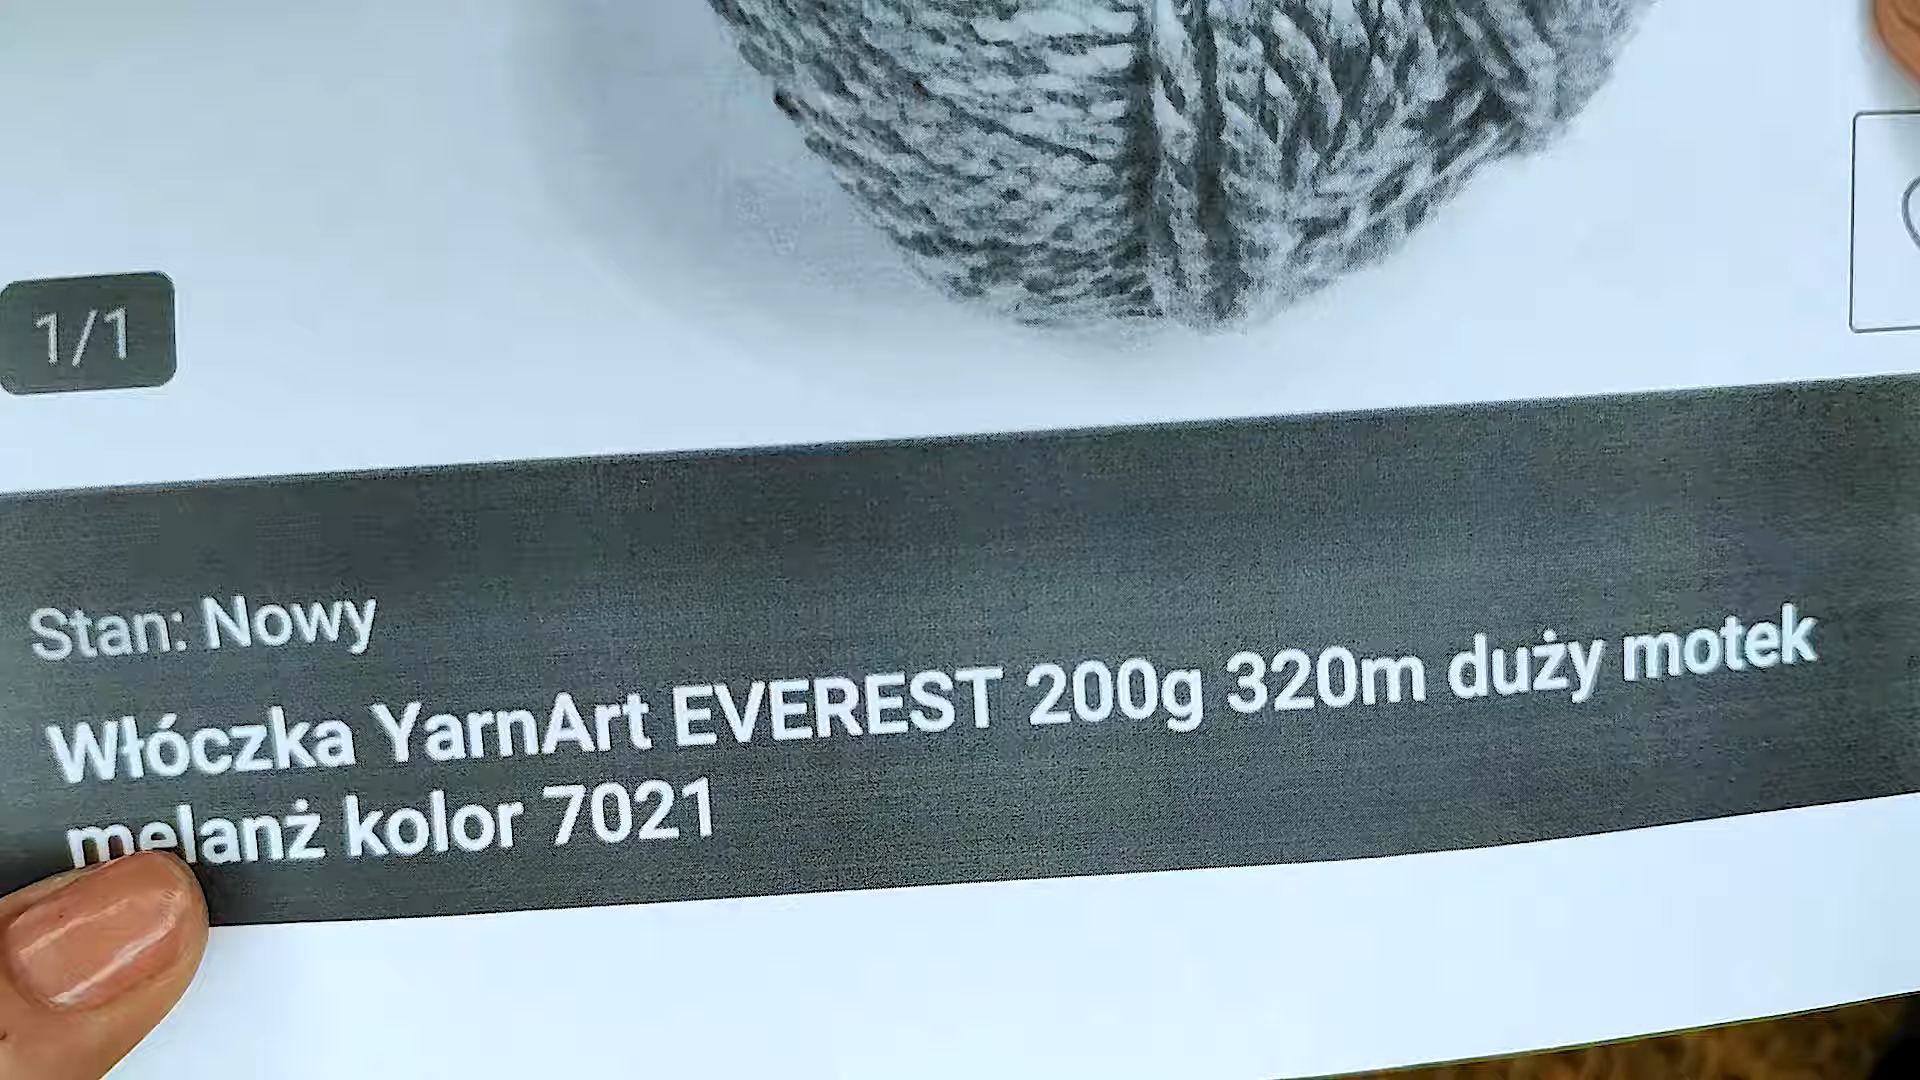 1/1
Stan: Nowy
Włóczka YarnArt EVEREST 200g 320m duży motek
melanż kolor 7021